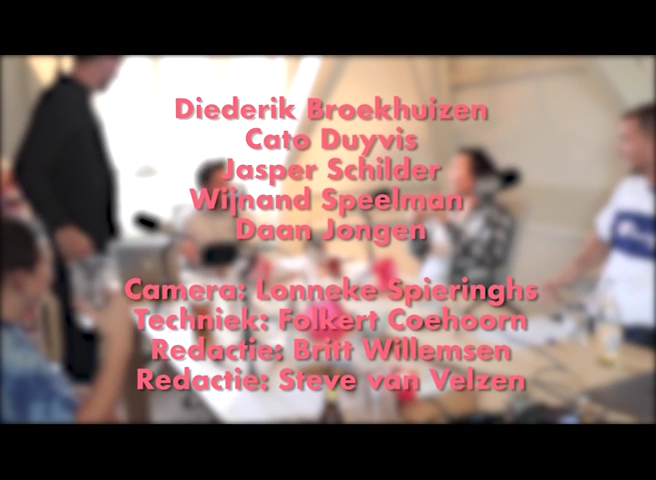 Diederik Broekhuizen
Cato Duyvis
Jasper Schilder
Wijnand Speelman
Daan Jongen
Camera: Lonneke Spieringhs
Techniek: Folkert Coehoorn
Redactie: Britt Willemsen
Redactie: Steve van Velzen